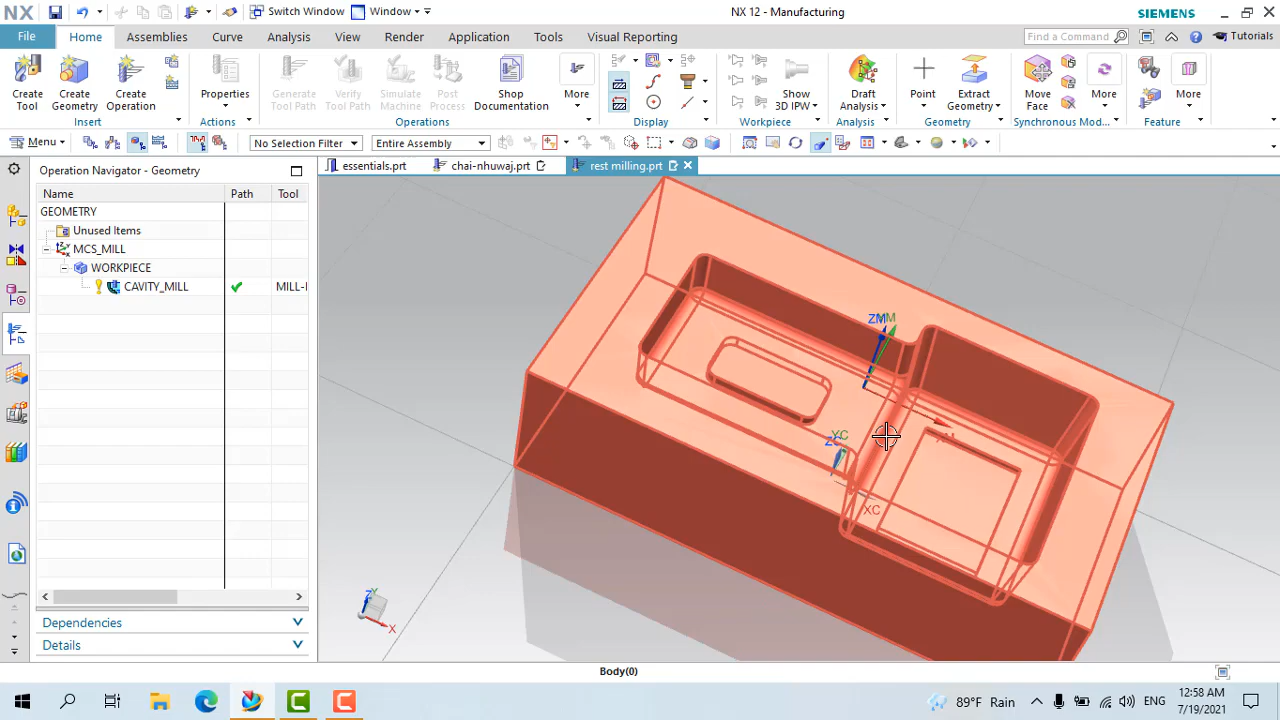 NX Switch Window Window NX 12 - Manufacturing SIEMENS
File Home Assemblies Curve Analysis View Render Application Tools Visual Reporting Find a Command Tutorials
Create Tool
Create Geometry
Create Operation
Insert
Properties
Actions
Generate Tool Path
Verify Tool Path
Simulate Machine
Post Process
Shop Documentation
More
Operations
Display
Show 3D IPW
Workpiece
Draft Analysis
Analysis
Point
Extract Geometry
Geometry
Move Face
More
Synchronous Mod...
More
Feature
Menu No Selection Filter Entire Assembly
essentials.prt chai-nhuwaj.prt rest milling.prt
Operation Navigator - Geometry
Name Path Tool
GEOMETRY
Unused Items
MCS_MILL
WORKPIECE
CAVITY_MILL MILL-
Dependencies
Details
ZM
XM
YC
XC
Z
Y
X
Body(0)
89°F Rain ENG 12:58 AM
7/19/2021